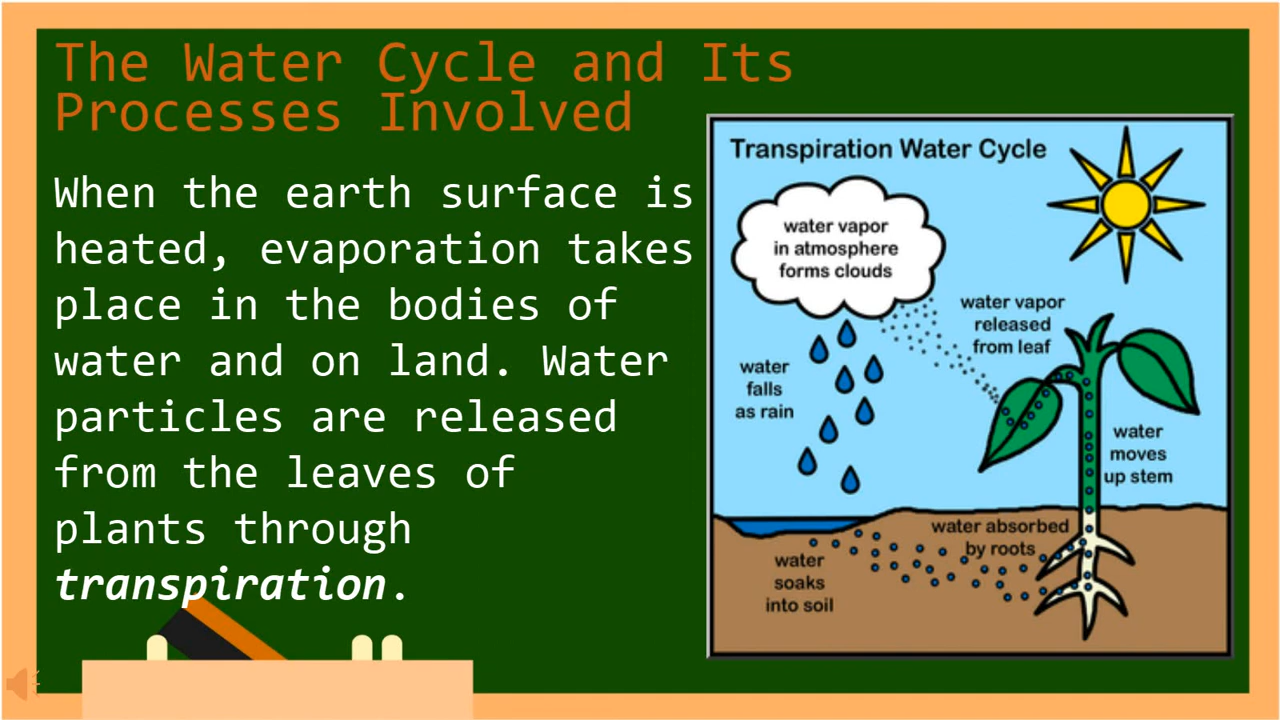 The Water Cycle and Its
Processes Involved
When the earth surface is
heated, evaporation takes
place in the bodies of
water and on land. Water
particles are released
from the leaves of
plants through
transpiration.
Transpiration Water Cycle
water vapor
in atmosphere
forms clouds
water vapor
released
from leaf
water
falls
as rain
water
moves
up stem
water absorbed
by roots
water
soaks
into soil